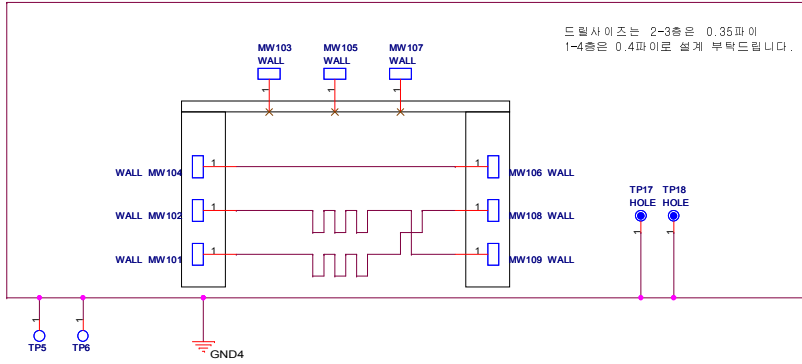 드릴사이즈는 2-3층은 0.35파이
1-4층은 0.4파이로 설계 부탁드립니다.
MW103 MW105 MW107
WALL WALL WALL
1 1 1
WALL MW104 1 1 MW106 WALL
WALL MW102 1 1 MW108 WALL
WALL MW101 1 1 MW109 WALL
TP17 TP18
HOLE HOLE
1 1
1 1
TP5 TP6
GND4